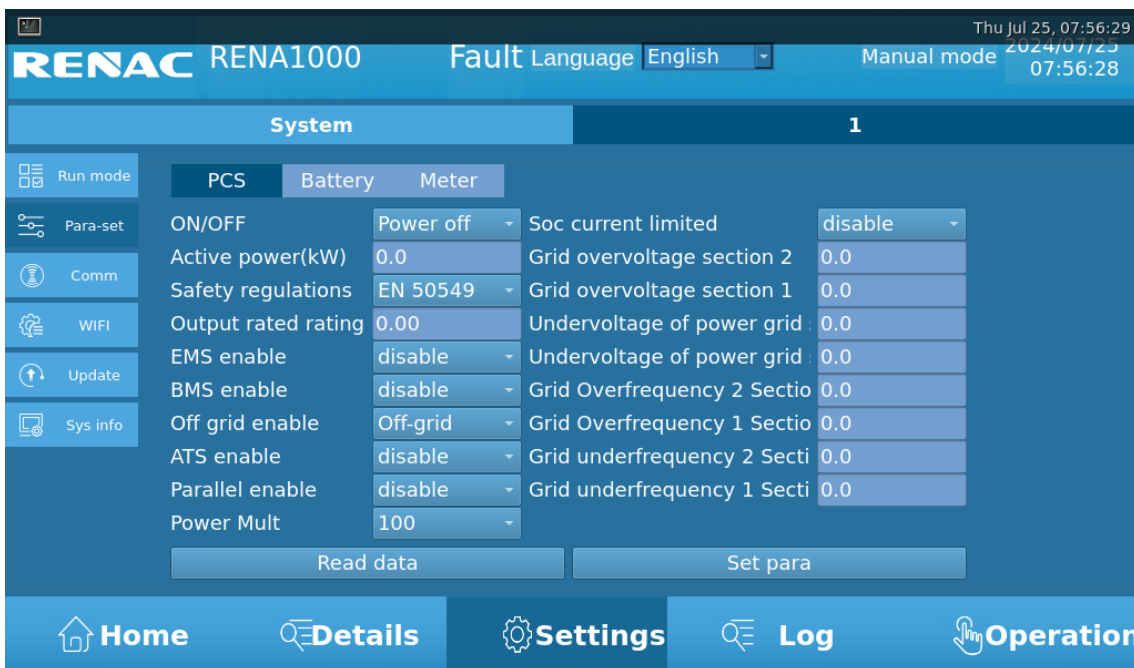 Thu Jul 25, 07:56:29
RENAC RENA1000 Fault Language English Manual mode 2024/07/25
07:56:28
System 1
Run mode
Para-set
Comm
WIFI
Update
Sys info
PCS Battery Meter
ON/OFF Power off Soc current limited disable
Active power(kW) 0.0 Grid overvoltage section 2 0.0
Safety regulations EN 50549 Grid overvoltage section 1 0.0
Output rated rating 0.00 Undervoltage of power grid 0.0
EMS enable disable Undervoltage of power grid 0.0
BMS enable disable Grid Overfrequency 2 Sectio 0.0
Off grid enable Off-grid Grid Overfrequency 1 Sectio 0.0
ATS enable disable Grid underfrequency 2 Secti 0.0
Parallel enable disable Grid underfrequency 1 Secti 0.0
Power Mult 100
Read data Set para
Home Details Settings Log Operation